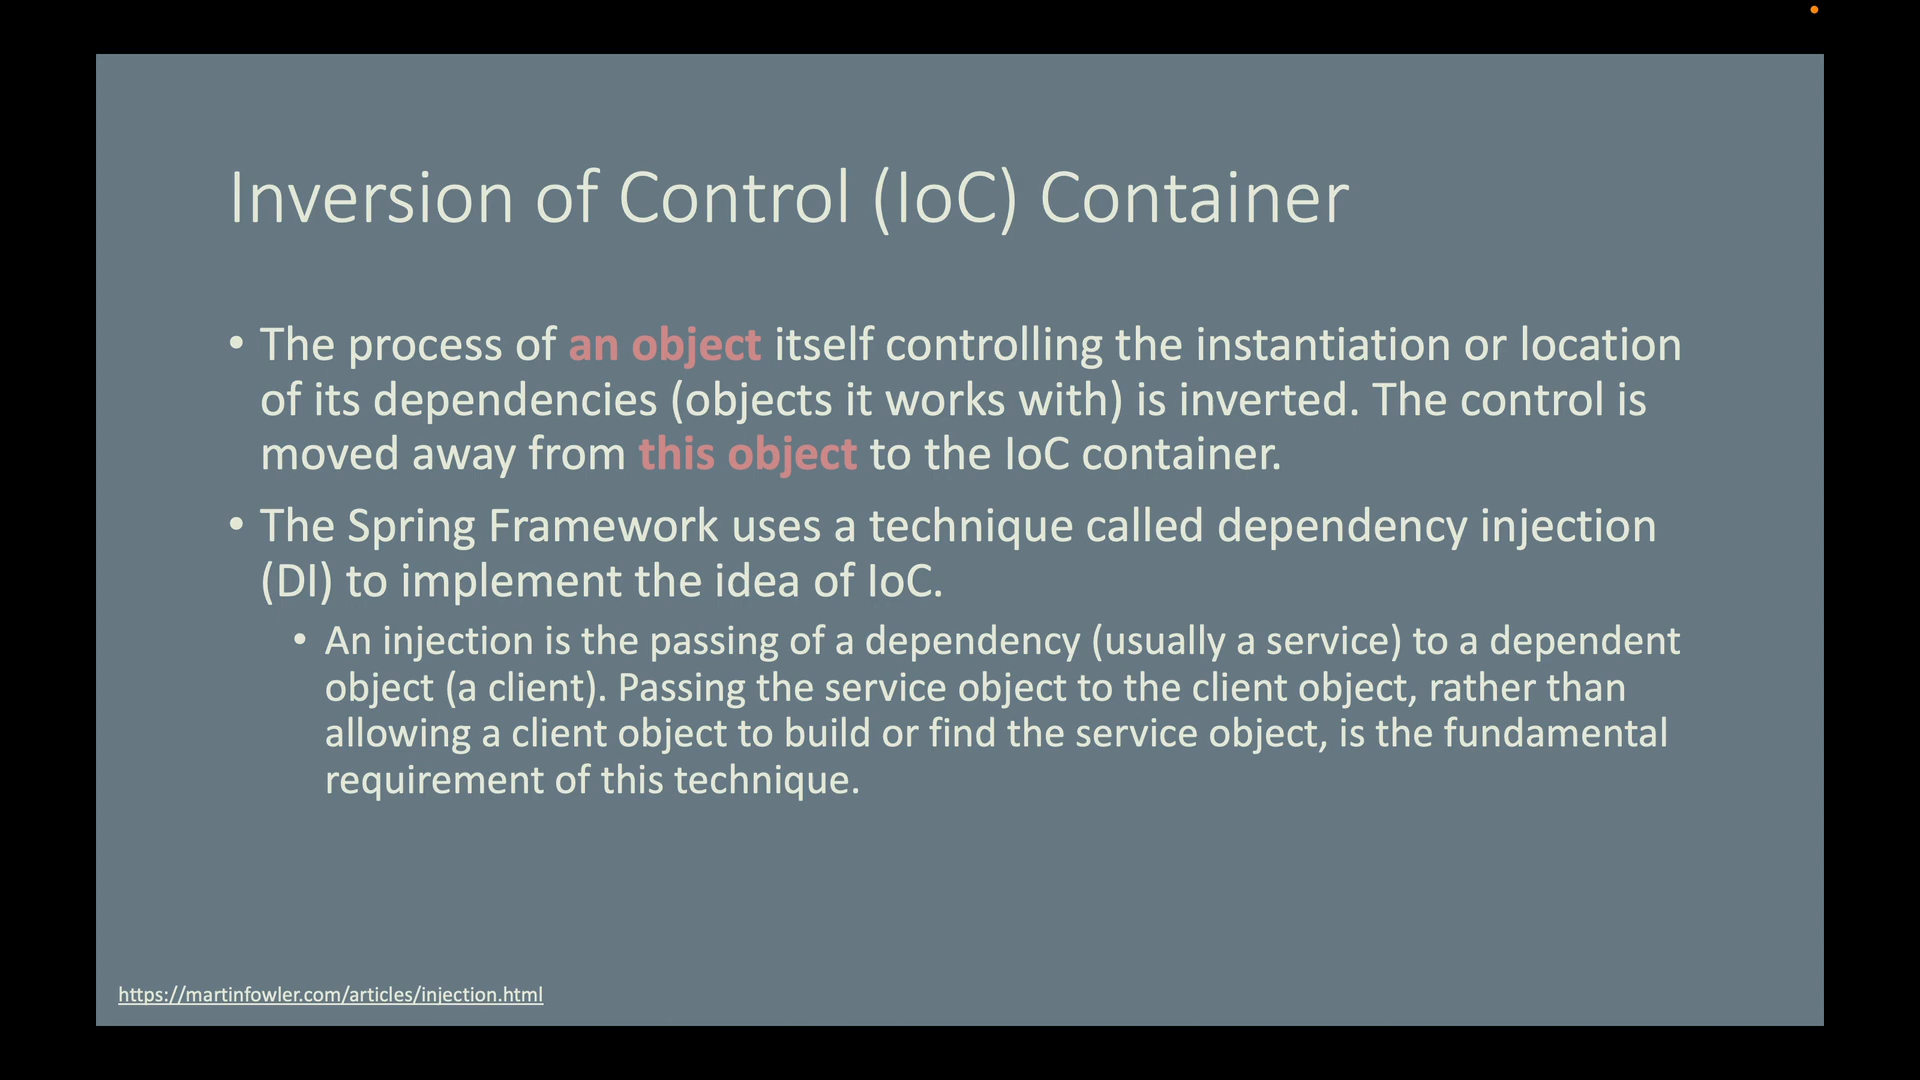 Inversion of Control (IoC) Container
• The process of an object itself controlling the instantiation or location
of its dependencies (objects it works with) is inverted. The control is
moved away from this object to the IoC container.
• The Spring Framework uses a technique called dependency injection
(DI) to implement the idea of IoC.
• An injection is the passing of a dependency (usually a service) to a dependent
object (a client). Passing the service object to the client object, rather than
allowing a client object to build or find the service object, is the fundamental
requirement of this technique.
https://martinfowler.com/articles/injection.html